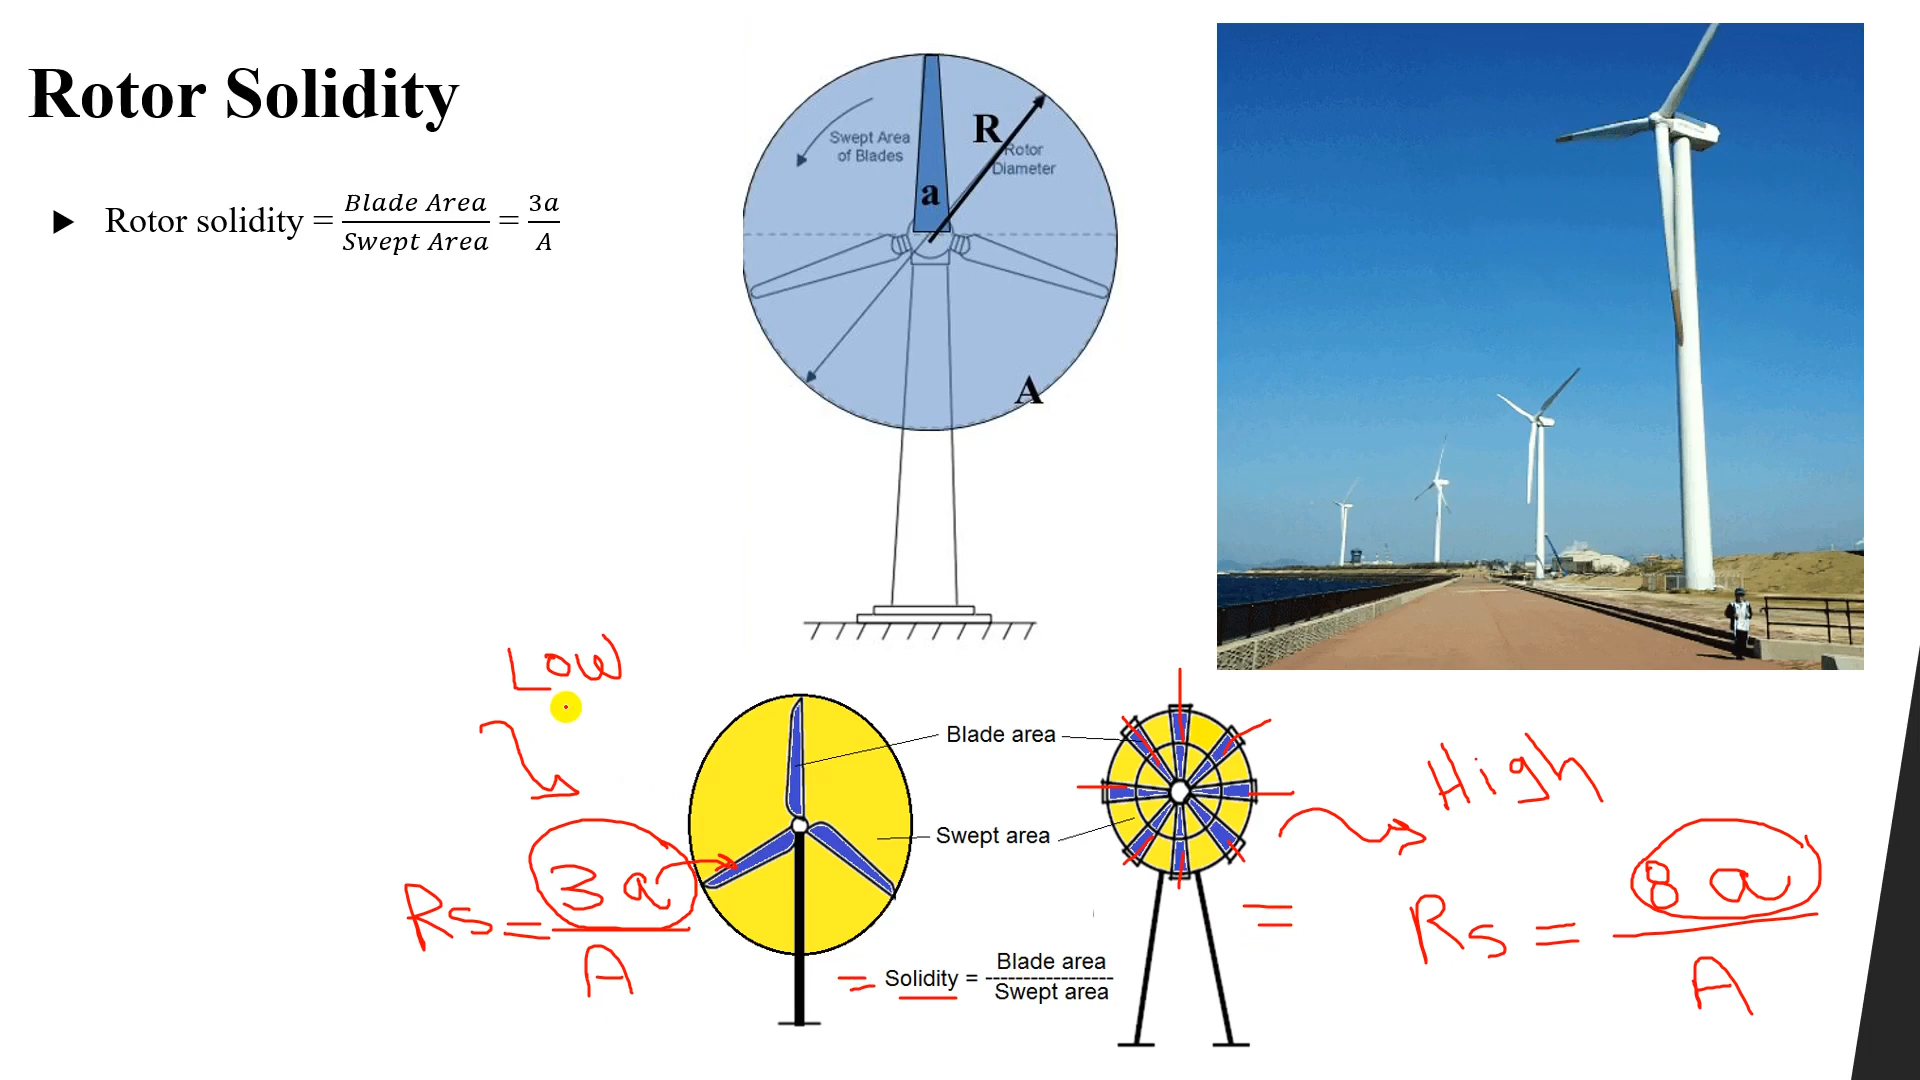 Rotor Solidity
▶ Rotor solidity = Blade Area / Swept Area = 3a / A
Swept Area
of Blades
R
Rotor
Diameter
a
A
Low
High
Blade area
Swept area
Rs = 3a / A
Rs = 8a / A
=
= Solidity = Blade area
------------------
Swept area